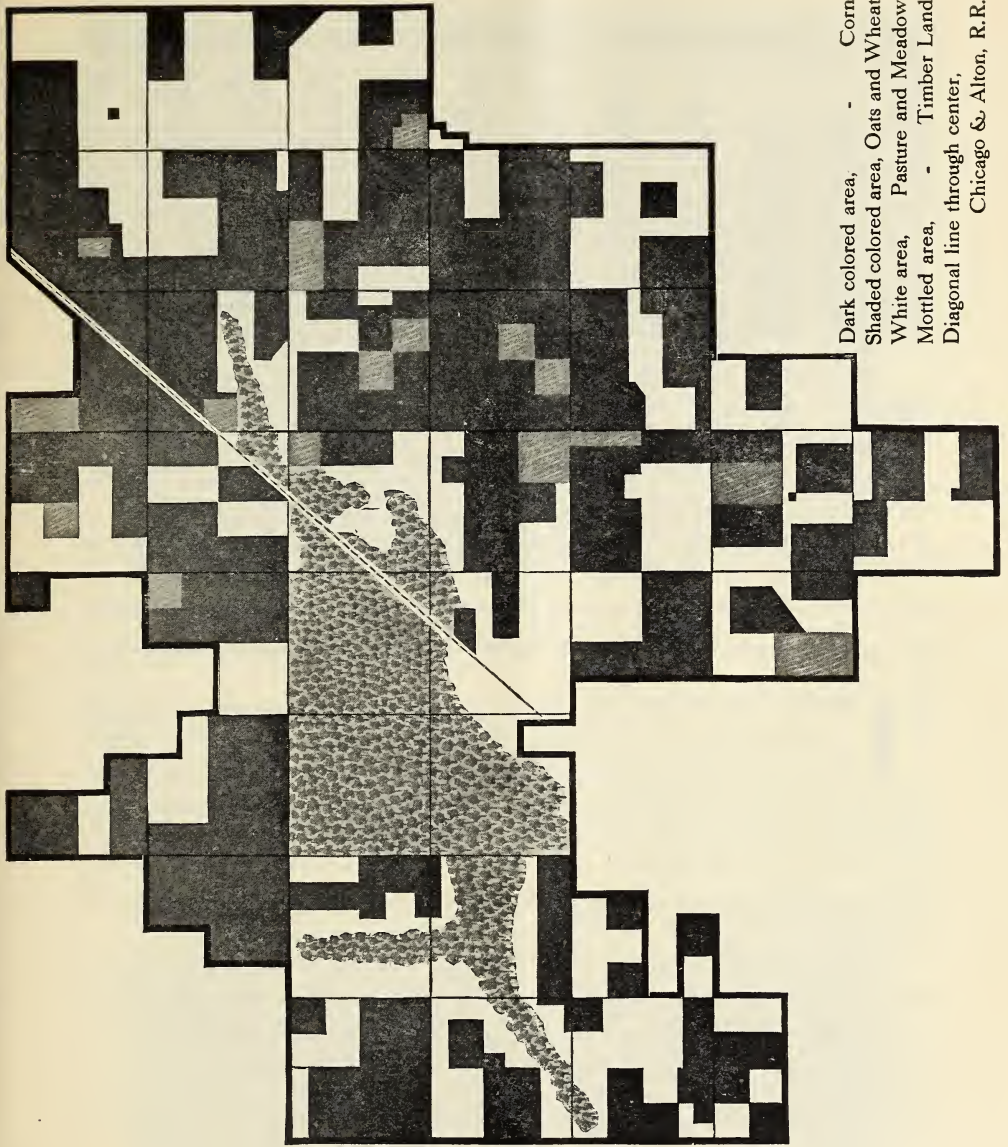 Dark colored area, - Corn
Shaded colored area, Oats and Wheat
White area, Pasture and Meadow
Mottled area, - Timber Land
Diagonal line through center,
Chicago & Alton, R.R.